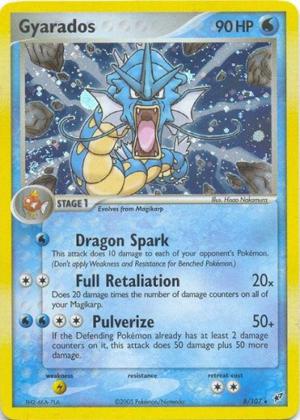 Gyarados
90 HP
Illus. Hisao Nakamura
STAGE 1
Evolves from Magikarp
Dragon Spark
This attack does 10 damage to each of your opponent's Pokémon.
(Don't apply Weakness and Resistance for Benched Pokémon.)
Full Retaliation 20×
Does 20 damage times the number of damage counters on all of
your Magikarp.
Pulverize 50+
If the Defending Pokémon already has at least 2 damage
counters on it, this attack does 50 damage plus 50 more
damage.
weakness resistance retreat cost
©2005 Pokémon/Nintendo
8/107 ★